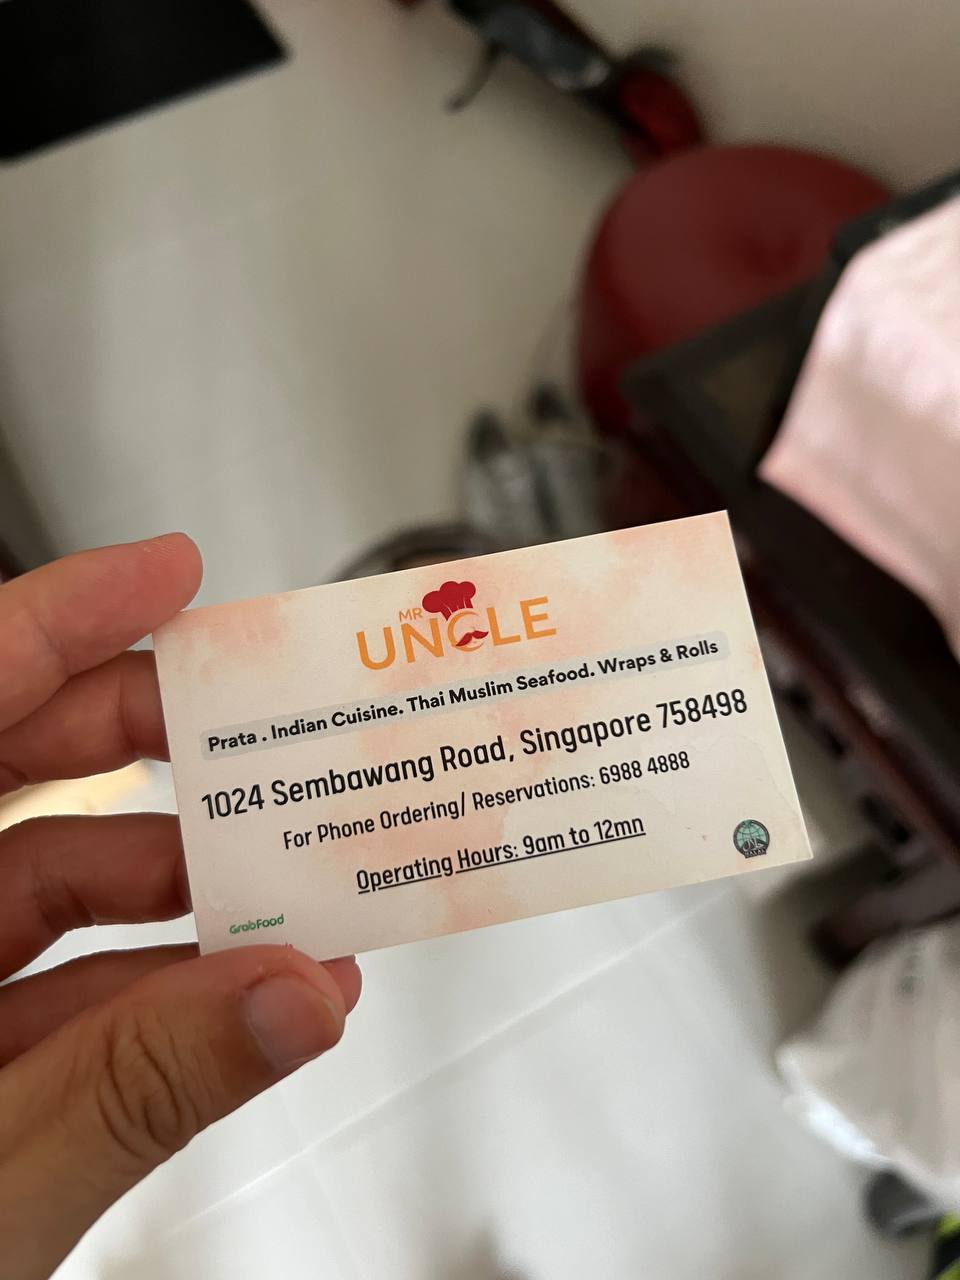 MR
UNCLE
Prata . Indian Cuisine. Thai Muslim Seafood. Wraps & Rolls
1024 Sembawang Road, Singapore 758498
For Phone Ordering/ Reservations: 6988 4888
Operating Hours: 9am to 12mn
GrabFood